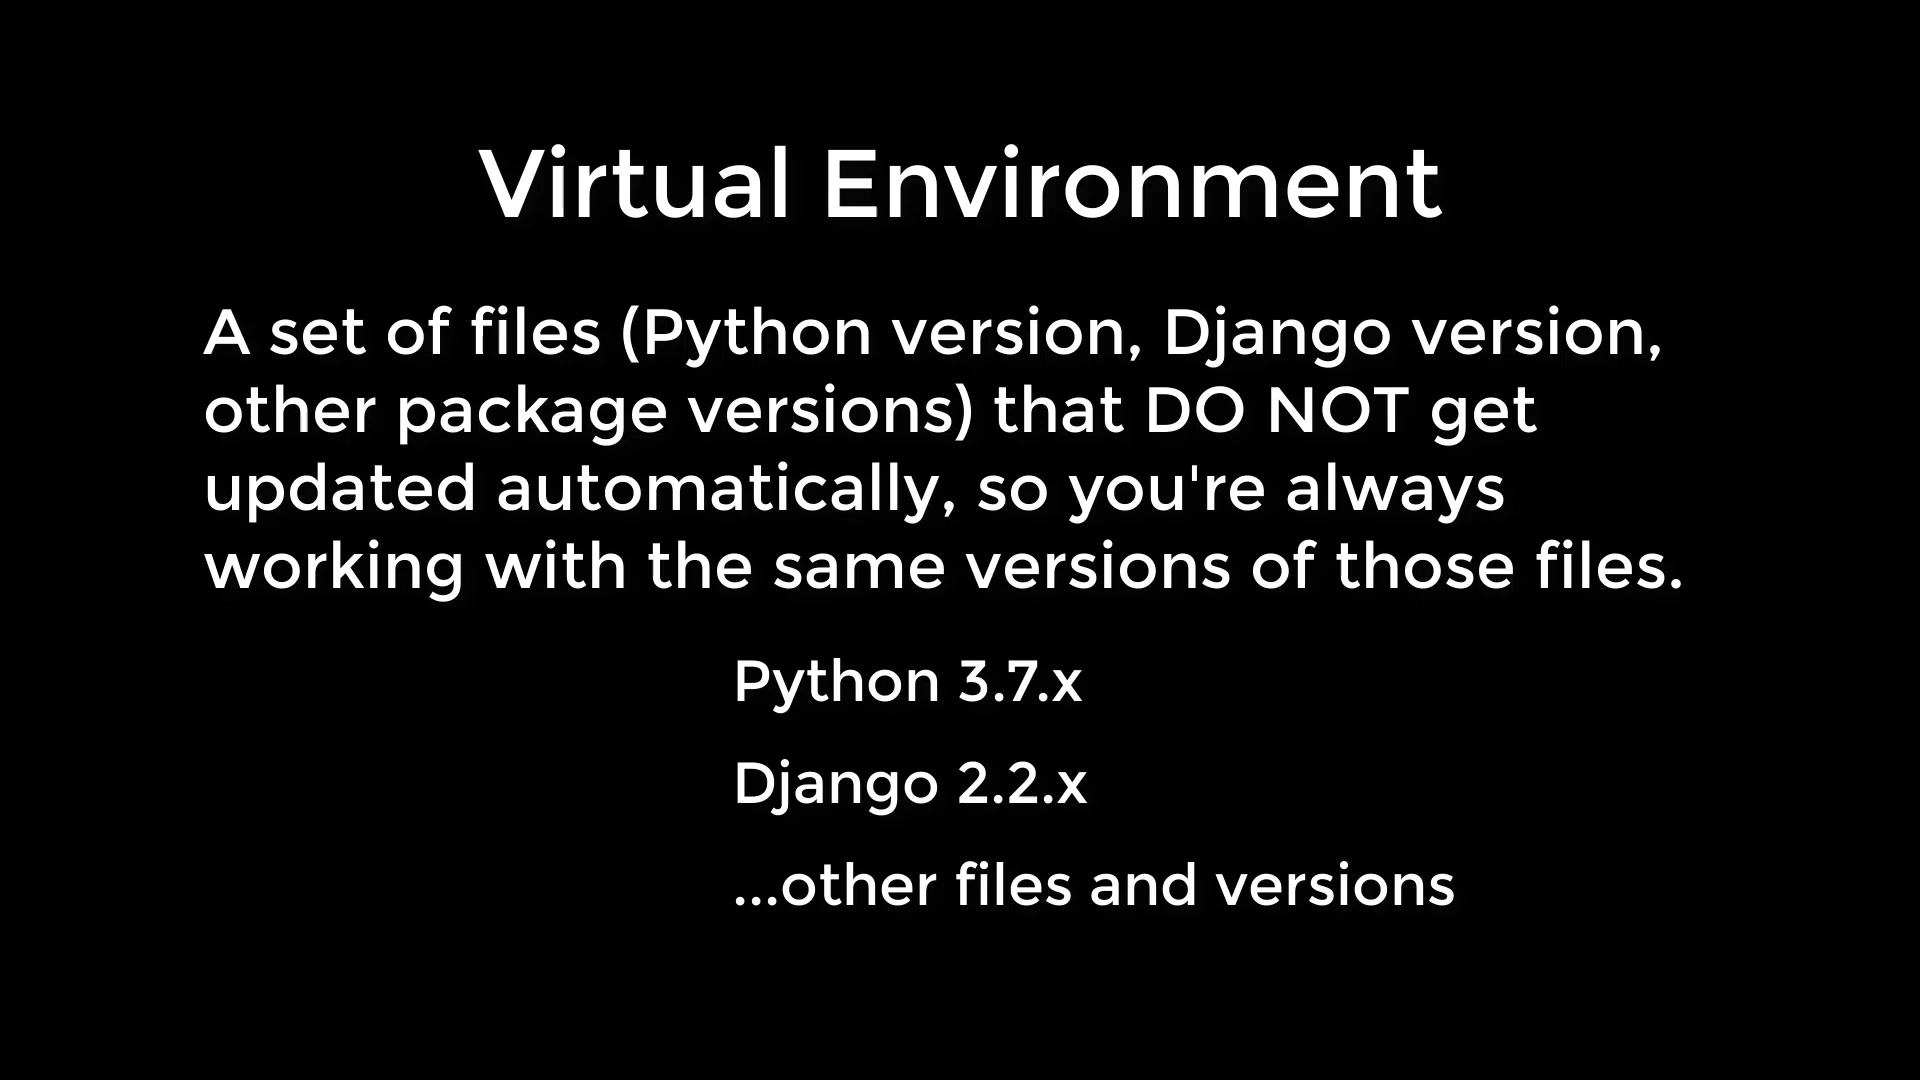 Virtual Environment
A set of files (Python version, Django version,
other package versions) that DO NOT get
updated automatically, so you're always
working with the same versions of those files.
Python 3.7.x
Django 2.2.x
...other files and versions